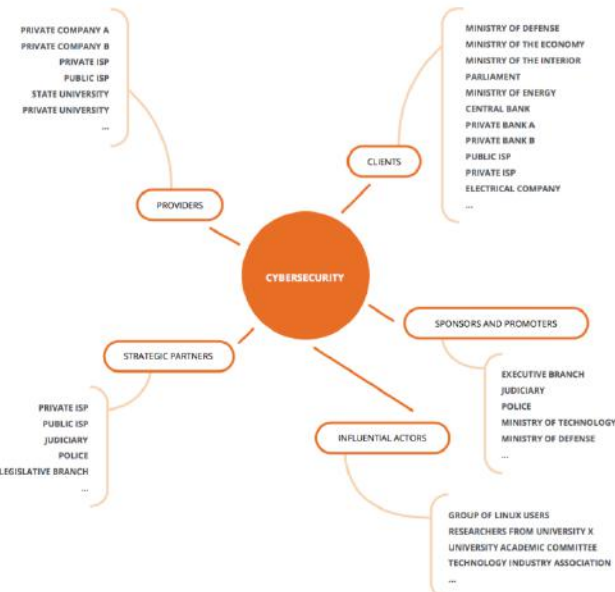 PRIVATE COMPANY A
PRIVATE COMPANY B
PRIVATE ISP
PUBLIC ISP
STATE UNIVERSITY
PRIVATE UNIVERSITY
...
PROVIDERS
MINISTRY OF DEFENSE
MINISTRY OF THE ECONOMY
MINISTRY OF THE INTERIOR
PARLIAMENT
MINISTRY OF ENERGY
CENTRAL BANK
PRIVATE BANK A
PRIVATE BANK B
PUBLIC ISP
PRIVATE ISP
ELECTRICAL COMPANY
...
CLIENTS
CYBERSECURITY
STRATEGIC PARTNERS
PRIVATE ISP
PUBLIC ISP
JUDICIARY
POLICE
LEGISLATIVE BRANCH
...
SPONSORS AND PROMOTERS
EXECUTIVE BRANCH
JUDICIARY
POLICE
MINISTRY OF TECHNOLOGY
MINISTRY OF DEFENSE
...
INFLUENTIAL ACTORS
GROUP OF LINUX USERS
RESEARCHERS FROM UNIVERSITY X
UNIVERSITY ACADEMIC COMMITTEE
TECHNOLOGY INDUSTRY ASSOCIATION
...